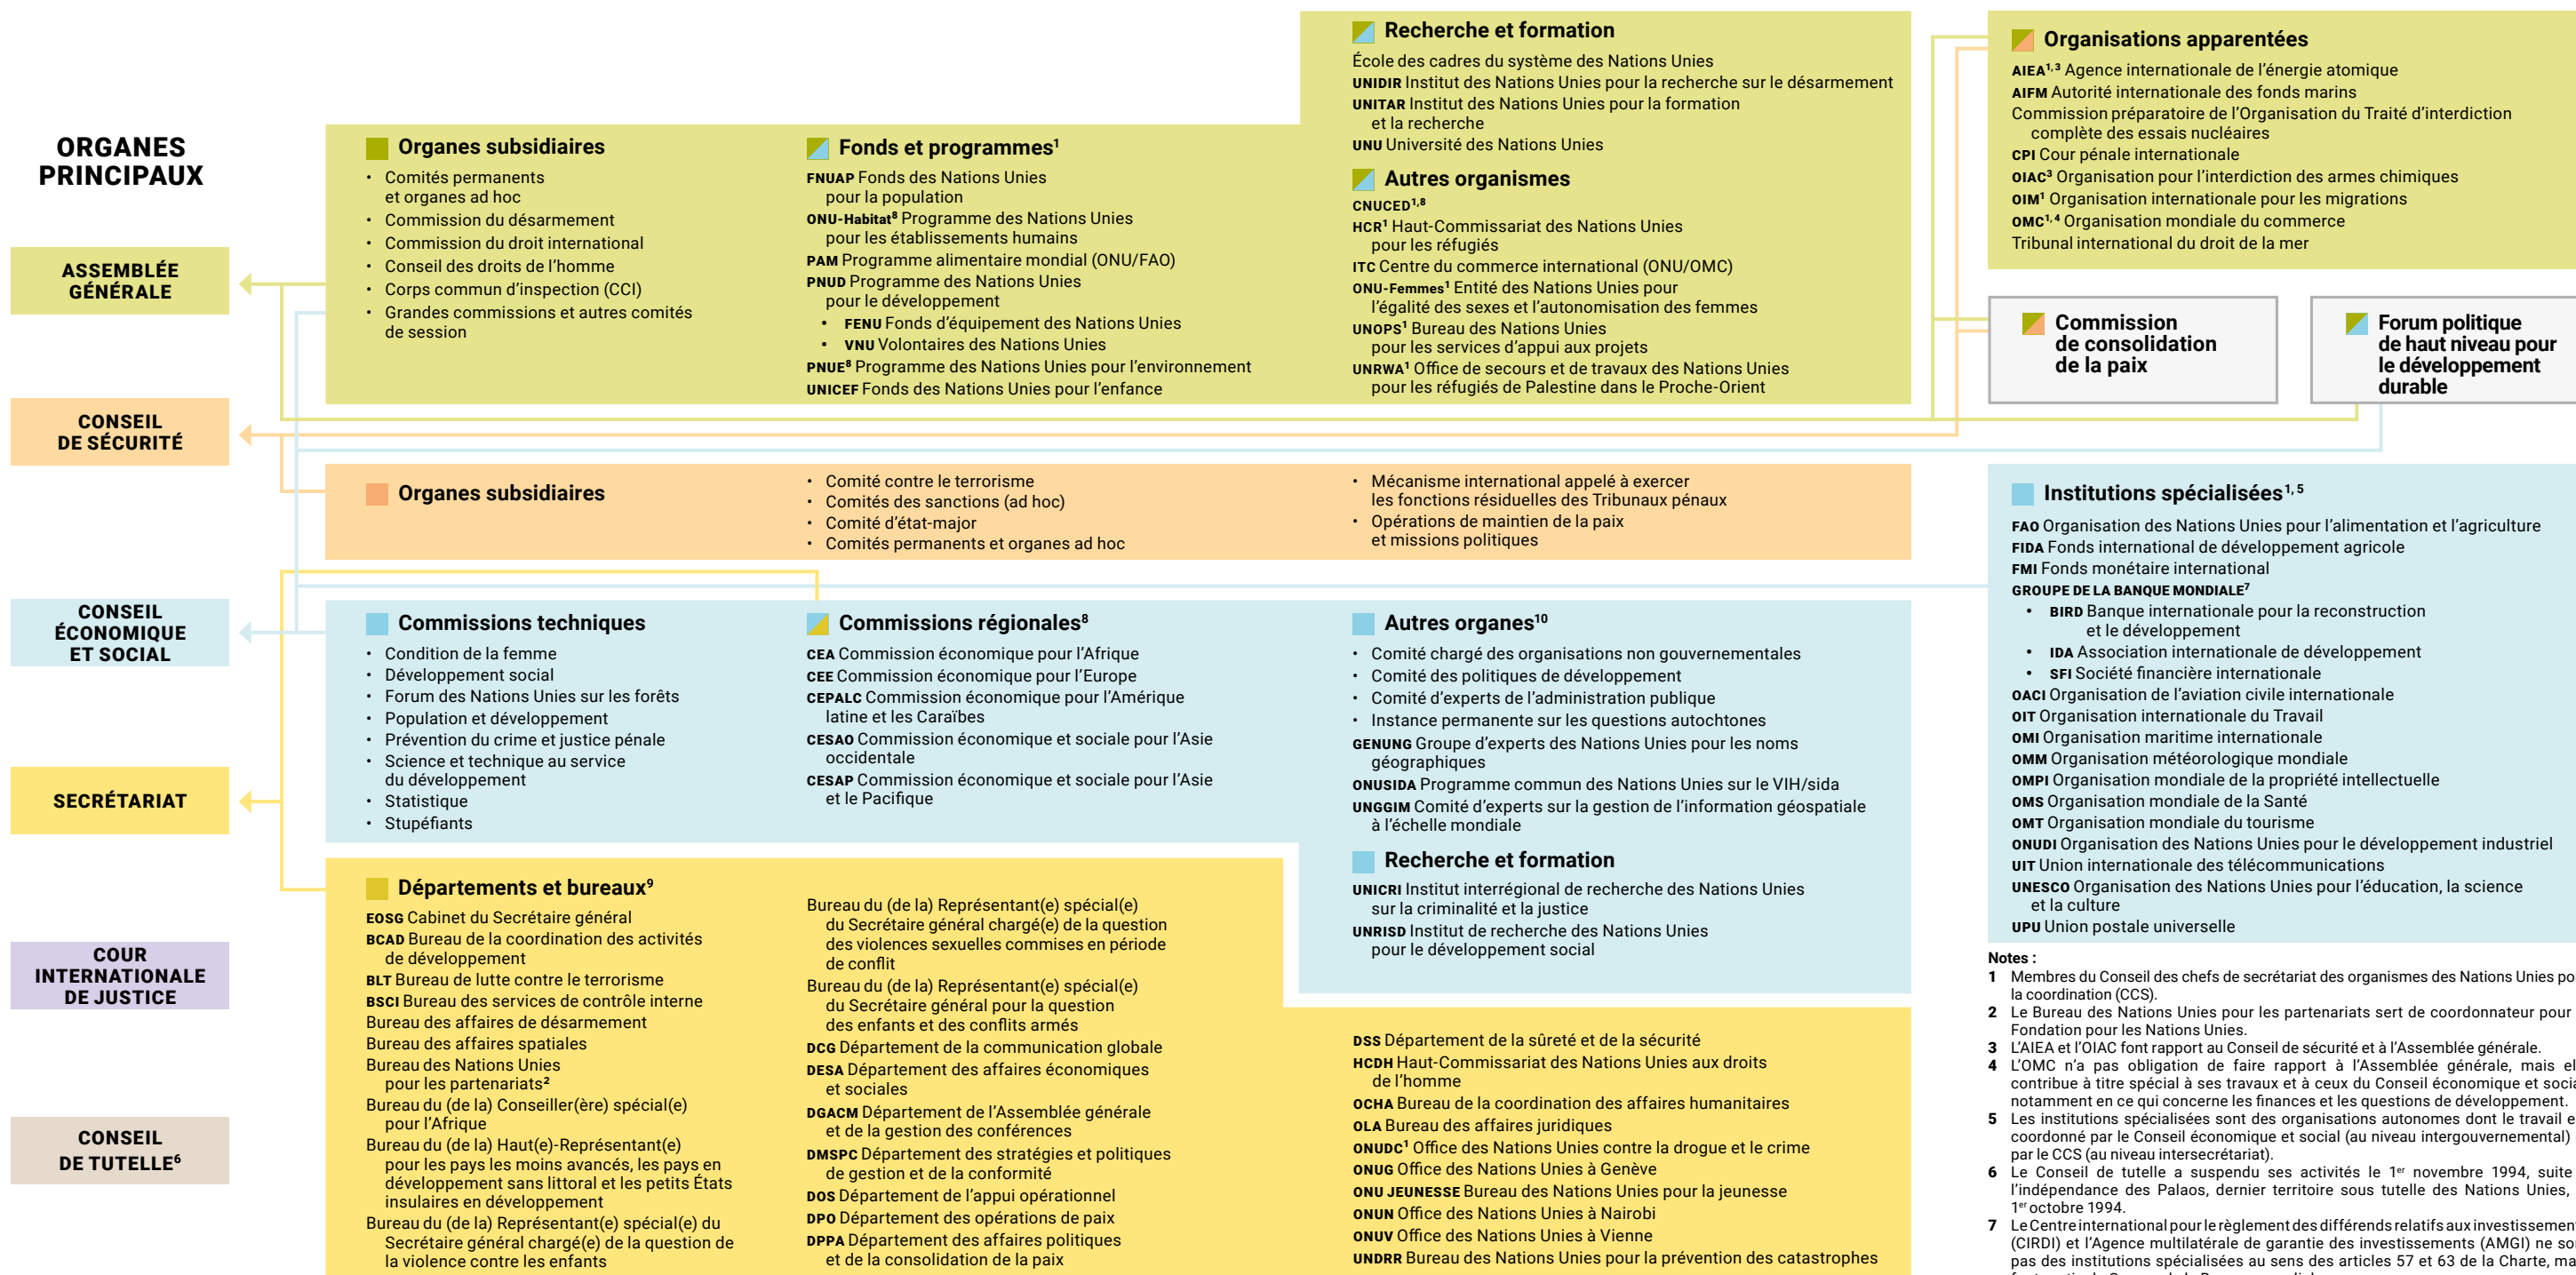 ORGANES
PRINCIPAUX
ASSEMBLÉE
GÉNÉRALE
CONSEIL
DE SÉCURITÉ
CONSEIL
ÉCONOMIQUE
ET SOCIAL
SECRÉTARIAT
COUR
INTERNATIONALE
DE JUSTICE
CONSEIL
DE TUTELLE⁶
Organes subsidiaires
• Comités permanents
et organes ad hoc
• Commission du désarmement
• Commission du droit international
• Conseil des droits de l'homme
• Corps commun d'inspection (CCI)
• Grandes commissions et autres comités
de session
Fonds et programmes¹
FNUAP Fonds des Nations Unies
pour la population
ONU-Habitat⁸ Programme des Nations Unies
pour les établissements humains
PAM Programme alimentaire mondial (ONU/FAO)
PNUD Programme des Nations Unies
pour le développement
• FENU Fonds d'équipement des Nations Unies
• VNU Volontaires des Nations Unies
PNUE⁸ Programme des Nations Unies pour l'environnement
UNICEF Fonds des Nations Unies pour l'enfance
Recherche et formation
École des cadres du système des Nations Unies
UNIDIR Institut des Nations Unies pour la recherche sur le désarmement
UNITAR Institut des Nations Unies pour la formation
et la recherche
UNU Université des Nations Unies
Autres organismes
CNUCED¹,⁸
HCR¹ Haut-Commissariat des Nations Unies
pour les réfugiés
ITC Centre du commerce international (ONU/OMC)
ONU-Femmes¹ Entité des Nations Unies pour
l'égalité des sexes et l'autonomisation des femmes
UNOPS¹ Bureau des Nations Unies
pour les services d'appui aux projets
UNRWA¹ Office de secours et de travaux des Nations Unies
pour les réfugiés de Palestine dans le Proche-Orient
Organisations apparentées
AIEA¹,³ Agence internationale de l'énergie atomique
AIFM Autorité internationale des fonds marins
Commission préparatoire de l'Organisation du Traité d'interdiction
complète des essais nucléaires
CPI Cour pénale internationale
OIAC³ Organisation pour l'interdiction des armes chimiques
OIM¹ Organisation internationale pour les migrations
OMC¹,⁴ Organisation mondiale du commerce
Tribunal international du droit de la mer
Commission
de consolidation
de la paix
Forum politique
de haut niveau pour
le développement
durable
Organes subsidiaires
• Comité contre le terrorisme
• Comités des sanctions (ad hoc)
• Comité d'état-major
• Comités permanents et organes ad hoc
• Mécanisme international appelé à exercer
les fonctions résiduelles des Tribunaux pénaux
• Opérations de maintien de la paix
et missions politiques
Commissions techniques
• Condition de la femme
• Développement social
• Forum des Nations Unies sur les forêts
• Population et développement
• Prévention du crime et justice pénale
• Science et technique au service
du développement
• Statistique
• Stupéfiants
Commissions régionales⁸
CEA Commission économique pour l'Afrique
CEE Commission économique pour l'Europe
CEPALC Commission économique pour l'Amérique
latine et les Caraïbes
CESAO Commission économique et sociale pour l'Asie
occidentale
CESAP Commission économique et sociale pour l'Asie
et le Pacifique
Autres organes¹⁰
• Comité chargé des organisations non gouvernementales
• Comité des politiques de développement
• Comité d'experts de l'administration publique
• Instance permanente sur les questions autochtones
GENUNG Groupe d'experts des Nations Unies pour les noms
géographiques
ONUSIDA Programme commun des Nations Unies sur le VIH/sida
UNGGIM Comité d'experts sur la gestion de l'information géospatiale
à l'échelle mondiale
Recherche et formation
UNICRI Institut interrégional de recherche des Nations Unies
sur la criminalité et la justice
UNRISD Institut de recherche des Nations Unies
pour le développement social
Institutions spécialisées¹,⁵
FAO Organisation des Nations Unies pour l'alimentation et l'agriculture
FIDA Fonds international de développement agricole
FMI Fonds monétaire international
GROUPE DE LA BANQUE MONDIALE⁷
• BIRD Banque internationale pour la reconstruction
et le développement
• IDA Association internationale de développement
• SFI Société financière internationale
OACI Organisation de l'aviation civile internationale
OIT Organisation internationale du Travail
OMI Organisation maritime internationale
OMM Organisation météorologique mondiale
OMPI Organisation mondiale de la propriété intellectuelle
OMS Organisation mondiale de la Santé
OMT Organisation mondiale du tourisme
ONUDI Organisation des Nations Unies pour le développement industriel
UIT Union internationale des télécommunications
UNESCO Organisation des Nations Unies pour l'éducation, la science
et la culture
UPU Union postale universelle
Départements et bureaux⁹
EOSG Cabinet du Secrétaire général
BCAD Bureau de la coordination des activités
de développement
BLT Bureau de lutte contre le terrorisme
BSCI Bureau des services de contrôle interne
Bureau des affaires de désarmement
Bureau des affaires spatiales
Bureau des Nations Unies
pour les partenariats²
Bureau du (de la) Conseiller(ère) spécial(e)
pour l'Afrique
Bureau du (de la) Haut(e)-Représentant(e)
pour les pays les moins avancés, les pays en
développement sans littoral et les petits États
insulaires en développement
Bureau du (de la) Représentant(e) spécial(e) du
Secrétaire général chargé(e) de la question de
la violence contre les enfants
Bureau du (de la) Représentant(e) spécial(e)
du Secrétaire général chargé(e) de la question
des violences sexuelles commises en période
de conflit
Bureau du (de la) Représentant(e) spécial(e)
du Secrétaire général pour la question
des enfants et des conflits armés
DCG Département de la communication globale
DESA Département des affaires économiques
et sociales
DGACM Département de l'Assemblée générale
et de la gestion des conférences
DMSPC Département des stratégies et politiques
de gestion et de la conformité
DOS Département de l'appui opérationnel
DPO Département des opérations de paix
DPPA Département des affaires politiques
et de la consolidation de la paix
DSS Département de la sûreté et de la sécurité
HCDH Haut-Commissariat des Nations Unies aux droits
de l'homme
OCHA Bureau de la coordination des affaires humanitaires
OLA Bureau des affaires juridiques
ONUDC¹ Office des Nations Unies contre la drogue et le crime
ONUG Office des Nations Unies à Genève
ONU JEUNESSE Bureau des Nations Unies pour la jeunesse
ONUN Office des Nations Unies à Nairobi
ONUV Office des Nations Unies à Vienne
UNDRR Bureau des Nations Unies pour la prévention des catastrophes
Notes :
1 Membres du Conseil des chefs de secrétariat des organismes des Nations Unies
la coordination (CCS).
2 Le Bureau des Nations Unies pour les partenariats sert de coordonnateur pour
Fondation pour les Nations Unies.
3 L'AIEA et l'OIAC font rapport au Conseil de sécurité et à l'Assemblée générale.
4 L'OMC n'a pas obligation de faire rapport à l'Assemblée générale, mais
contribue à titre spécial à ses travaux et à ceux du Conseil économique et
notamment en ce qui concerne les finances et les questions de développement.
5 Les institutions spécialisées sont des organisations autonomes dont le travail
coordonné par le Conseil économique et social (au niveau intergouvernemental)
par le CCS (au niveau intersecrétariat).
6 Le Conseil de tutelle a suspendu ses activités le 1er novembre 1994, suite
l'indépendance des Palaos, dernier territoire sous tutelle des Nations Unies,
1er octobre 1994.
7 Le Centre international pour le règlement des différends relatifs aux
(CIRDI) et l'Agence multilatérale de garantie des investissements (AMGI) ne
pas des institutions spécialisées au sens des articles 57 et 63 de la Charte,